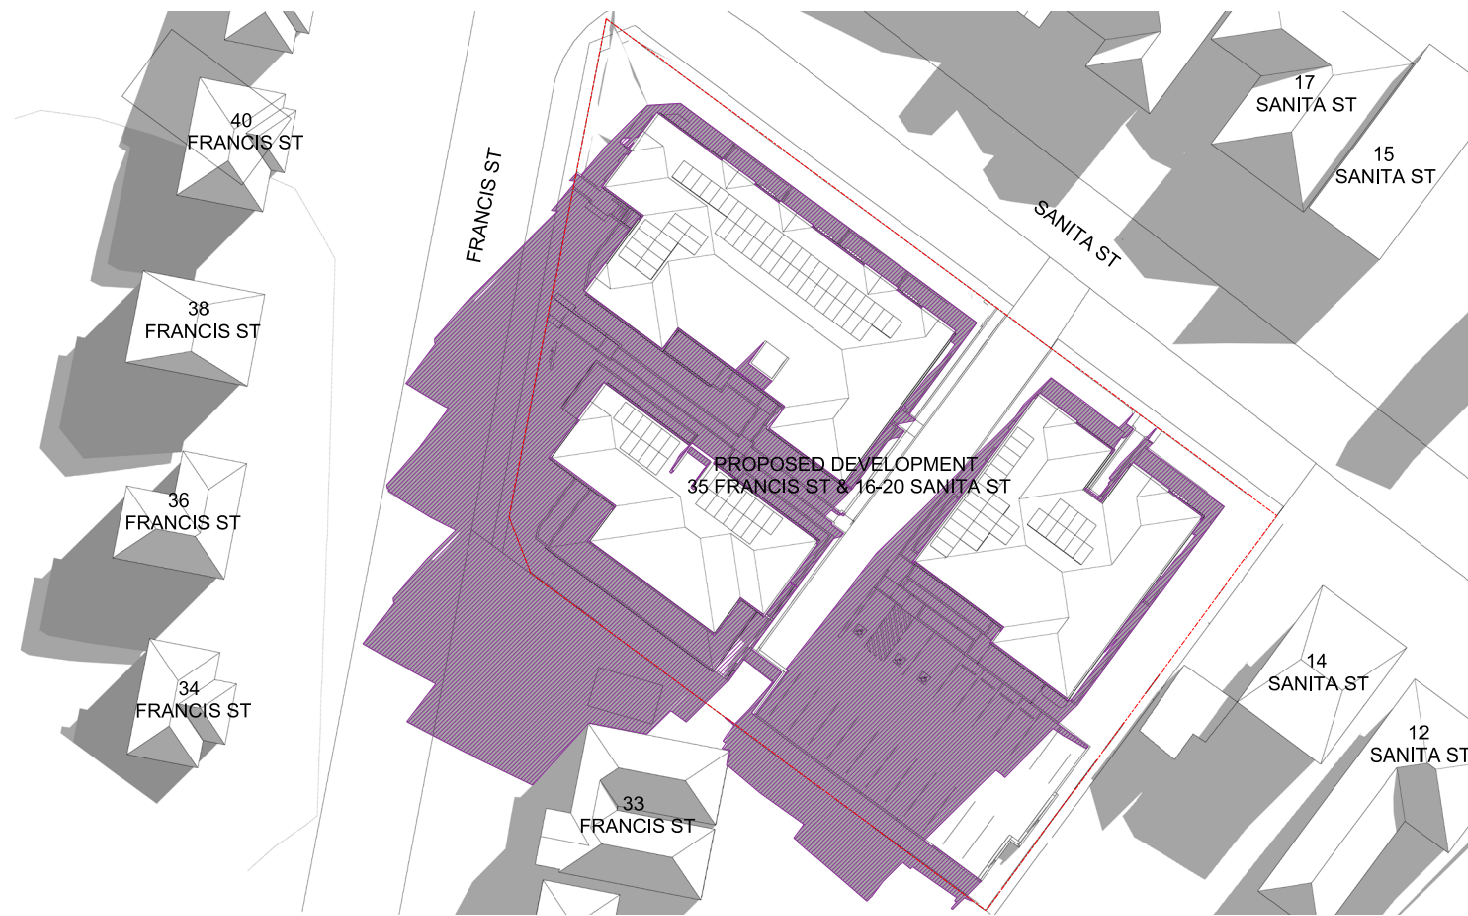 40
FRANCIS ST
38
FRANCIS ST
36
FRANCIS ST
34
FRANCIS ST
FRANCIS ST
17
SANITA ST
15
SANITA ST
SANITA ST
PROPOSED DEVELOPMENT
35 FRANCIS ST & 16-20 SANITA ST
14
SANITA ST
12
SANITA ST
33
FRANCIS ST